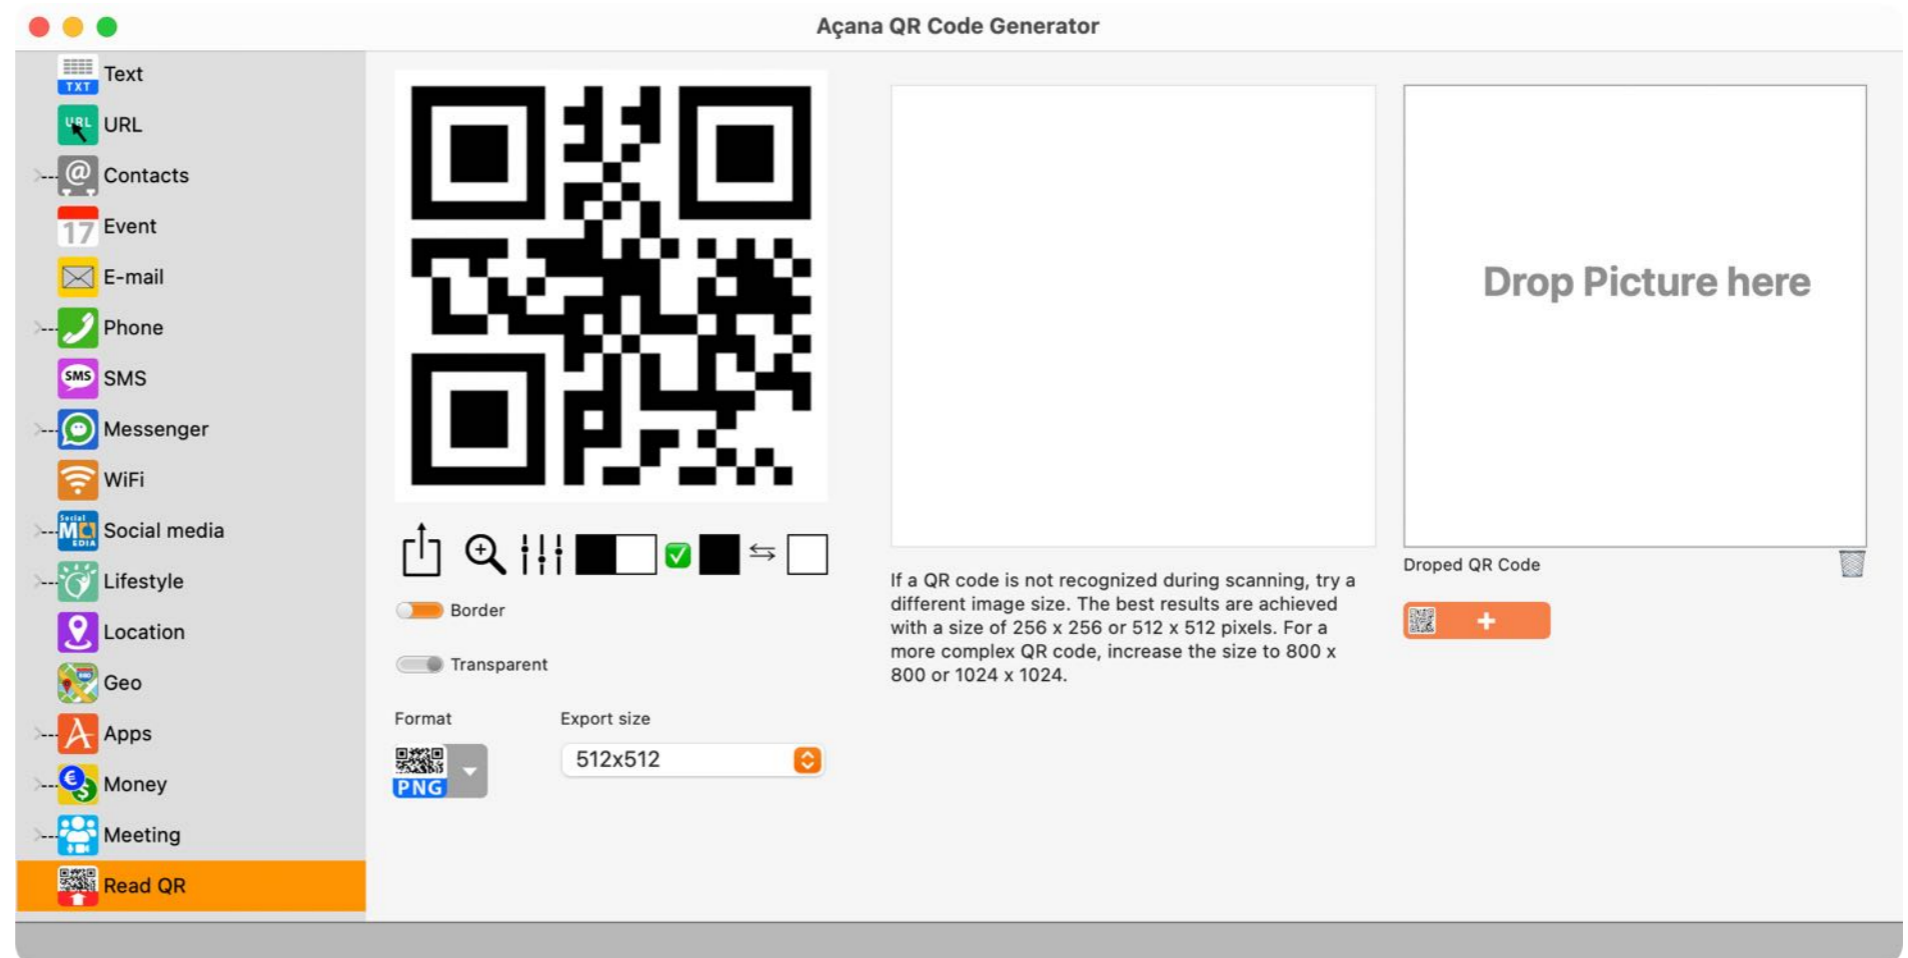 Açana QR Code Generator
TXT
Text
URL
URL
@
Contacts
17
Event
E-mail
Phone
SMS
SMS
Messenger
WiFi
Social
EDIA
Social media
Lifestyle
Location
Geo
Apps
Money
Meeting
Read QR
Border
Transparent
Format
Export size
PNG
512x512
If a QR code is not recognized during scanning, try a
different image size. The best results are achieved
with a size of 256 x 256 or 512 x 512 pixels. For a
more complex QR code, increase the size to 800 x
800 or 1024 x 1024.
Drop Picture here
Droped QR Code